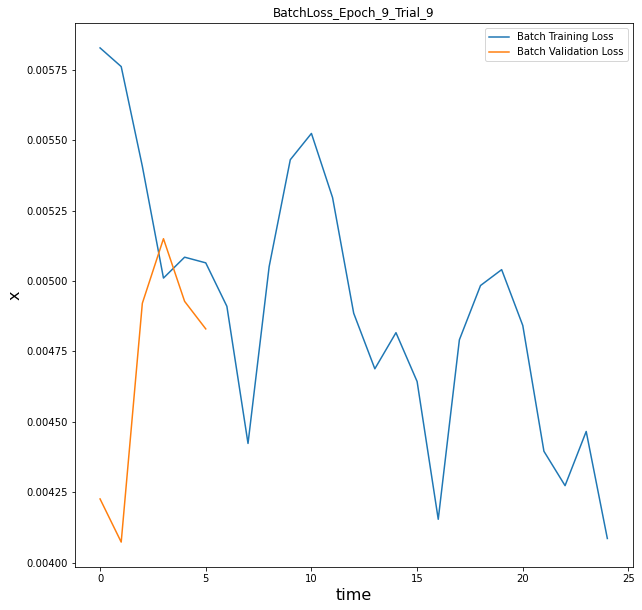 BatchLoss_Epoch_9_Trial_9
Batch Training Loss
Batch Validation Loss
0.00575
0.00550
0.00525
0.00500
0.00475
0.00450
0.00425
0.00400
x
0 5 10 15 20 25
time